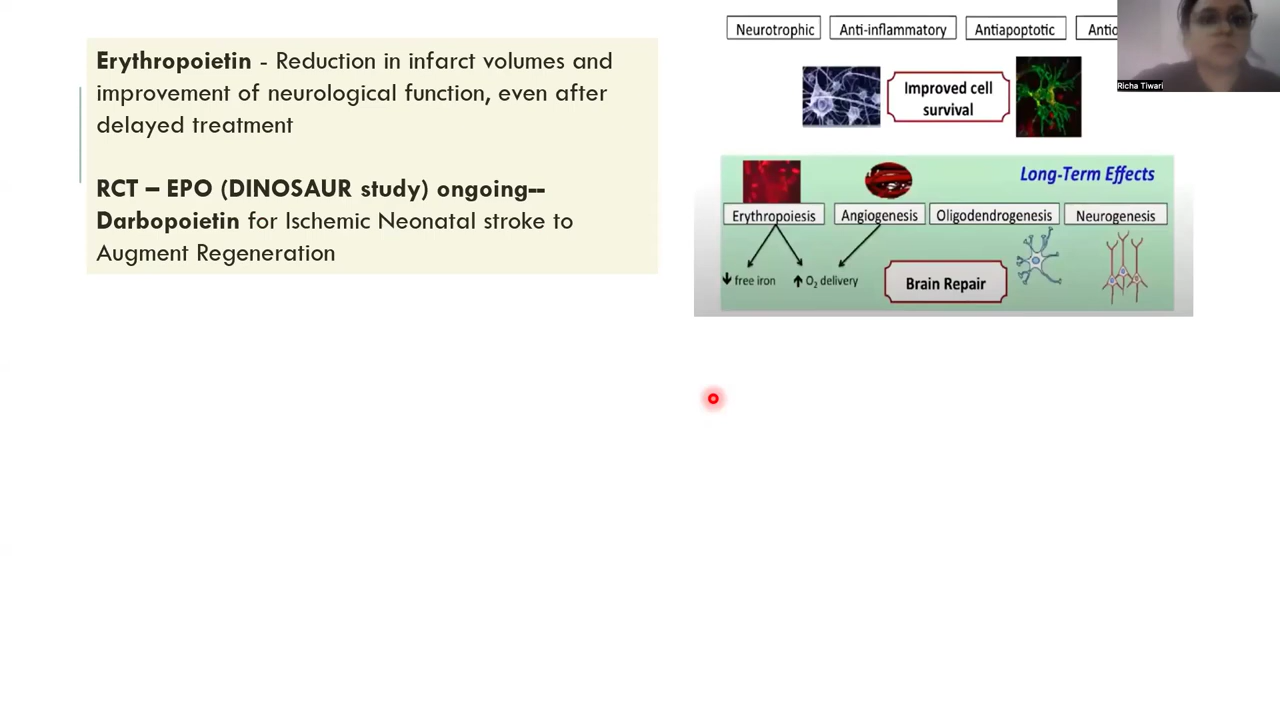 Erythropoietin - Reduction in infarct volumes and
improvement of neurological function, even after
delayed treatment
RCT – EPO (DINOSAUR study) ongoing--
Darbopoietin for Ischemic Neonatal stroke to
Augment Regeneration
Neurotrophic Anti-inflammatory Antiapoptotic
Improved cell
survival
Richa Tiwari
Long-Term Effects
Erythropoiesis Angiogenesis Oligodendrogenesis Neurogenesis
free iron O₂ delivery
Brain Repair